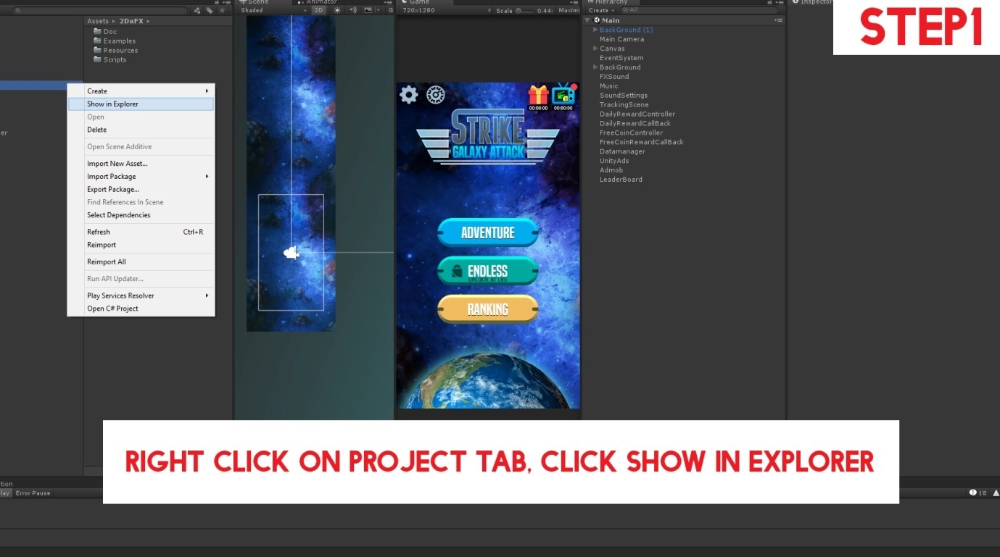 Scene
Animator
Game
Hierarchy
Inspector
STEP1
Shaded
2D
G
720x1280
Scale
0.44:
Maximi
Create
All
Assets ▸ 2DxFX ▸
Doc
Examples
Resources
Scripts
er
Create
Show in Explorer
Open
Delete
Open Scene Additive
Import New Asset...
Import Package
Export Package...
Find References In Scene
Select Dependencies
Refresh Ctrl+R
Reimport
Reimport All
Run API Updater...
Play Services Resolver
Open C# Project
00:00:00
00:00:00
STRIKE
GALAXY ATTACK
ADVENTURE
ENDLESS
UNLOCK AT LV5
RANKING
Main
BackGround (1)
Main Camera
Canvas
EventSystem
BackGround
FXSound
Music
SoundSettings
TrackingScene
DailyRewardController
DailyRewardCallBack
FreeCoinController
FreeCoinRewardCallBack
Datamanager
UnityAds
Admob
LeaderBoard
RIGHT CLICK ON PROJECT TAB, CLICK SHOW IN EXPLORER
tion
lay
Error Pause
18